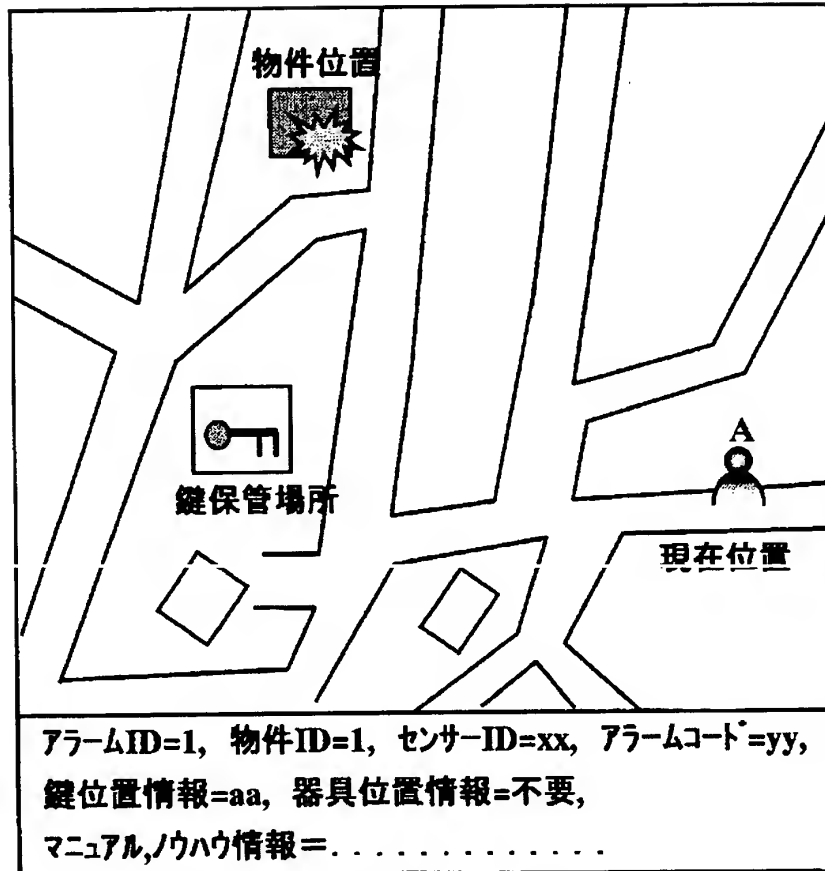 物件位置
鍵保管場所
A
現在位置
アラームID=1, 物件ID=1, センサーID=xx, アラームコード=yy,
鍵位置情報=aa, 器具位置情報=不要,
マニュアル,ノウハウ情報=. . . . . . . . . . . . . .